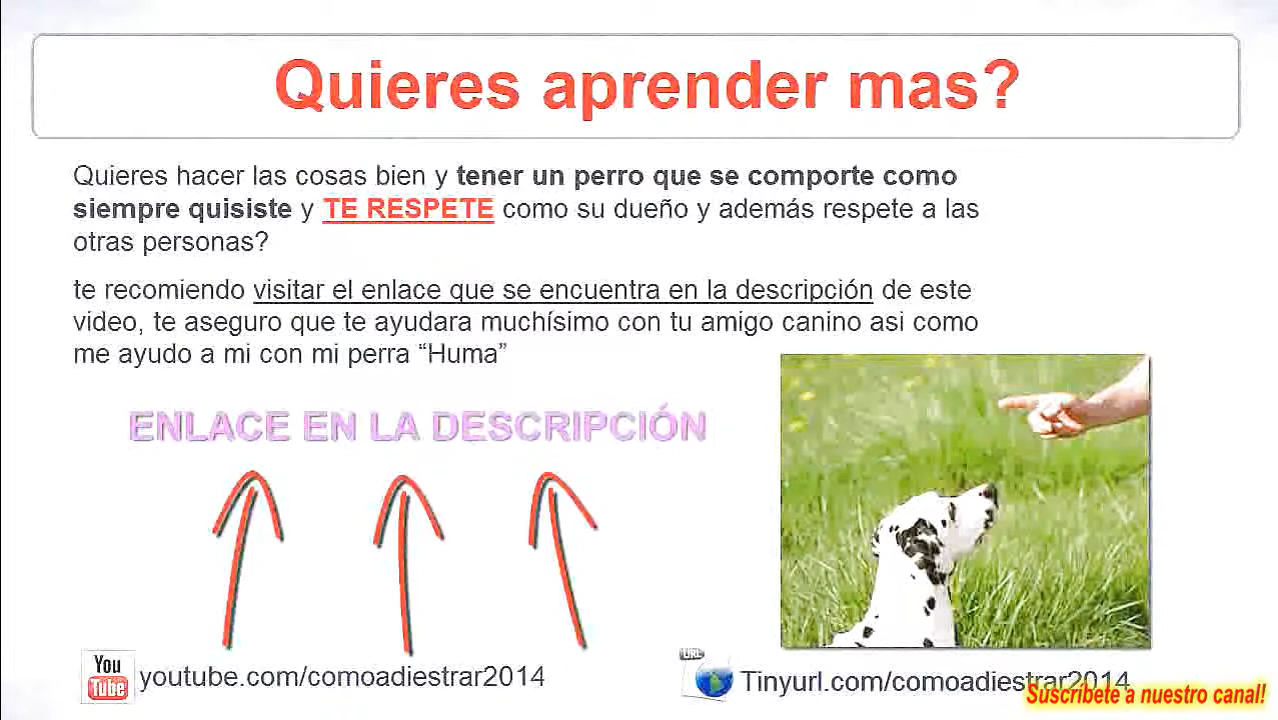 Quieres aprender mas?
Quieres hacer las cosas bien y tener un perro que se comporte como
siempre quisiste y TE RESPETE como su dueño y además respete a las
otras personas?
te recomiendo visitar el enlace que se encuentra en la descripción de este
video, te aseguro que te ayudara muchísimo con tu amigo canino asi como
me ayudo a mi con mi perra “Huma”
ENLACE EN LA DESCRIPCIÓN
You
Tube
youtube.com/comoadiestrar2014
URL
Tinyurl.com/comoadiestrar2014
Suscríbete a nuestro canal!